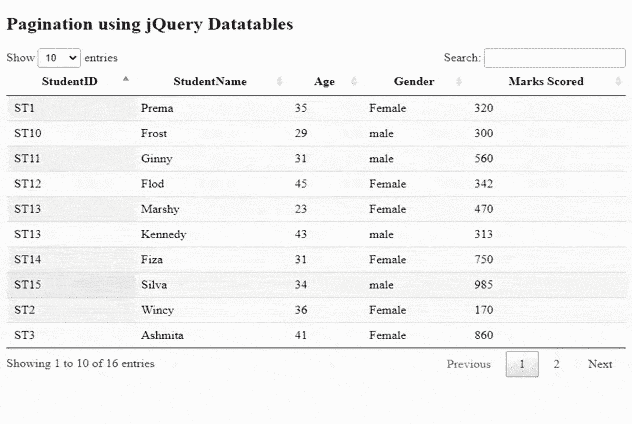 Pagination using jQuery Datatables
Show 10 entries Search:
StudentID StudentName Age Gender Marks Scored
ST1 Prema 35 Female 320
ST10 Frost 29 male 300
ST11 Ginny 31 male 560
ST12 Flod 45 Female 342
ST13 Marshy 23 Female 470
ST13 Kennedy 43 male 313
ST14 Fiza 31 Female 750
ST15 Silva 34 male 985
ST2 Wincy 36 Female 170
ST3 Ashmita 41 Female 860
Showing 1 to 10 of 16 entries Previous 1 2 Next